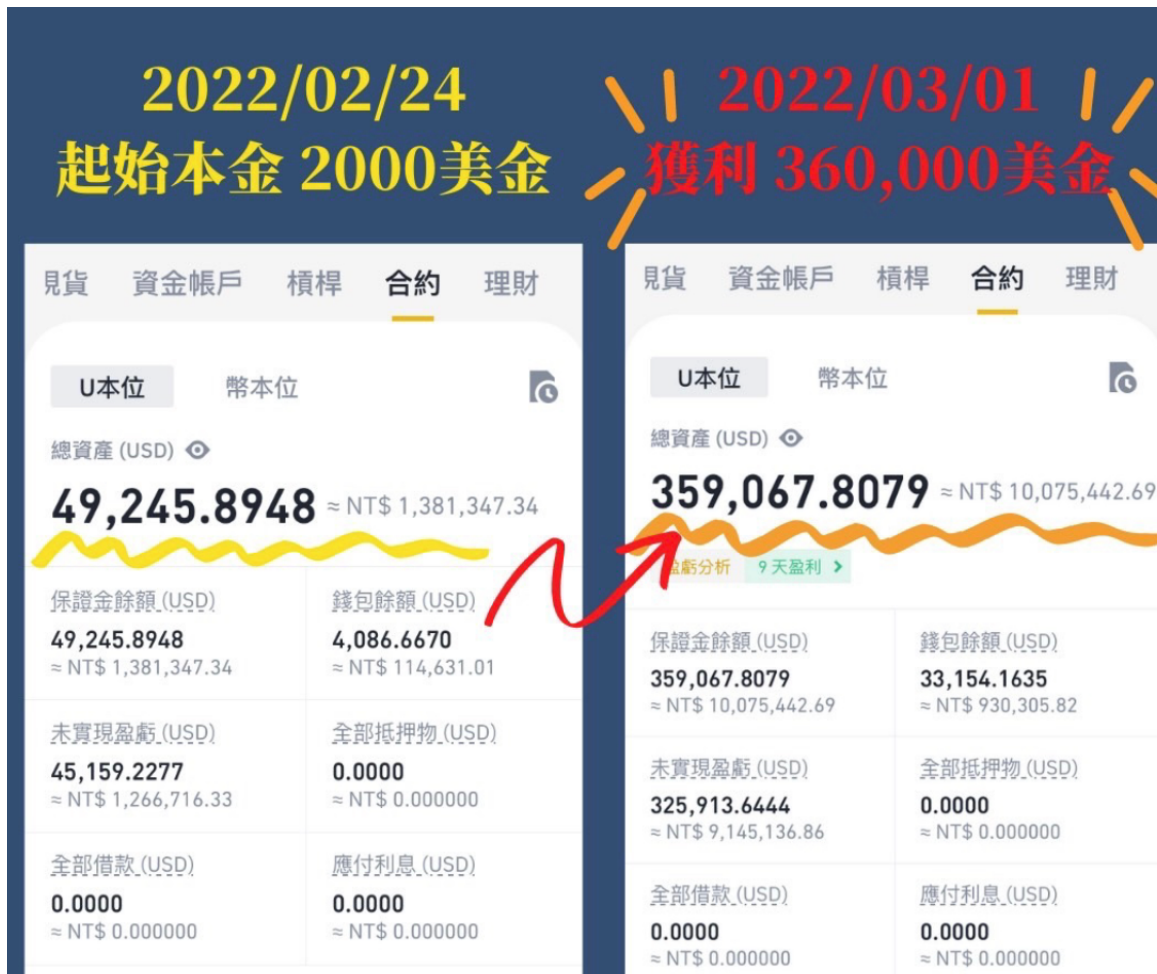 2022/02/24
起始本金 2000美金
2022/03/01
獲利 360,000美金
現貨 資金帳戶 槓桿 合約 理財
U本位 幣本位
總資產 (USD)
49,245.8948 ≈ NT$ 1,381,347.34
保證金餘額 (USD) 錢包餘額 (USD)
49,245.8948 4,086.6670
≈ NT$ 1,381,347.34 ≈ NT$ 114,631.01
未實現盈虧 (USD) 全部抵押物 (USD)
45,159.2277 0.0000
≈ NT$ 1,266,716.33 ≈ NT$ 0.000000
全部借款 (USD) 應付利息 (USD)
0.0000 0.0000
≈ NT$ 0.000000 ≈ NT$ 0.000000
現貨 資金帳戶 槓桿 合約 理財
U本位 幣本位
總資產 (USD)
359,067.8079 ≈ NT$ 10,075,442.69
盈虧分析 9 天盈利
保證金餘額 (USD) 錢包餘額 (USD)
359,067.8079 33,154.1635
≈ NT$ 10,075,442.69 ≈ NT$ 930,305.82
未實現盈虧 (USD) 全部抵押物 (USD)
325,913.6444 0.0000
≈ NT$ 9,145,136.86 ≈ NT$ 0.000000
全部借款 (USD) 應付利息 (USD)
0.0000 0.0000
≈ NT$ 0.000000 ≈ NT$ 0.000000